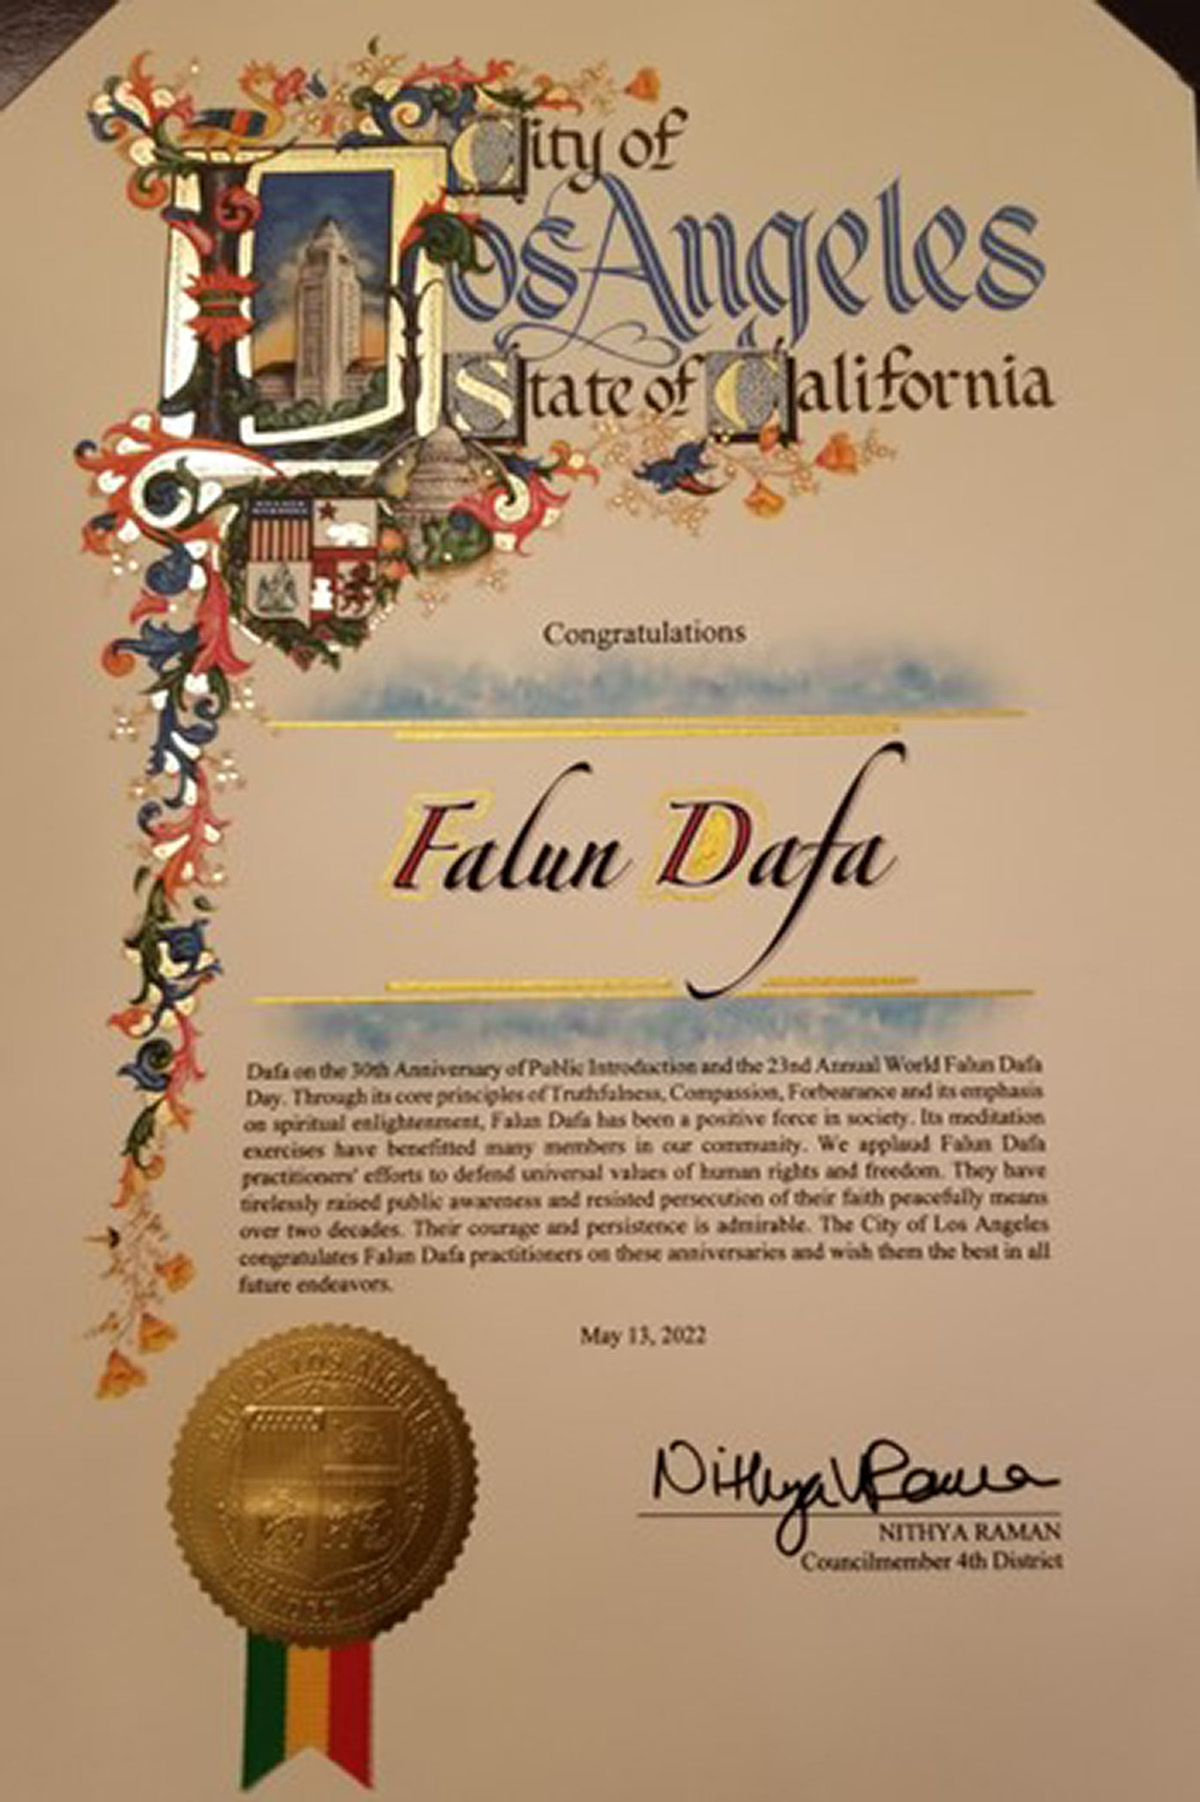 City of
Los Angeles
State of California
Congratulations
Falun Dafa
Dafa on the 30th Anniversary of Public Introduction and the 23nd Annual World Falun Dafa
Day. Through its core principles of Truthfulness, Compassion, Forbearance and its emphasis
on spiritual enlightenment, Falun Dafa has been a positive force in society. Its meditation
exercises have benefitted many members in our community. We applaud Falun Dafa
practitioners' efforts to defend universal values of human rights and freedom. They have
tirelessly raised public awareness and resisted persecution of their faith peacefully means
over two decades. Their courage and persistence is admirable. The City of Los Angeles
congratulates Falun Dafa practitioners on these anniversaries and wish them the best in all
future endeavors.
May 13, 2022
CITY OF LOS ANGELES
Nithya V Raman
NITHYA RAMAN
Councilmember 4th District